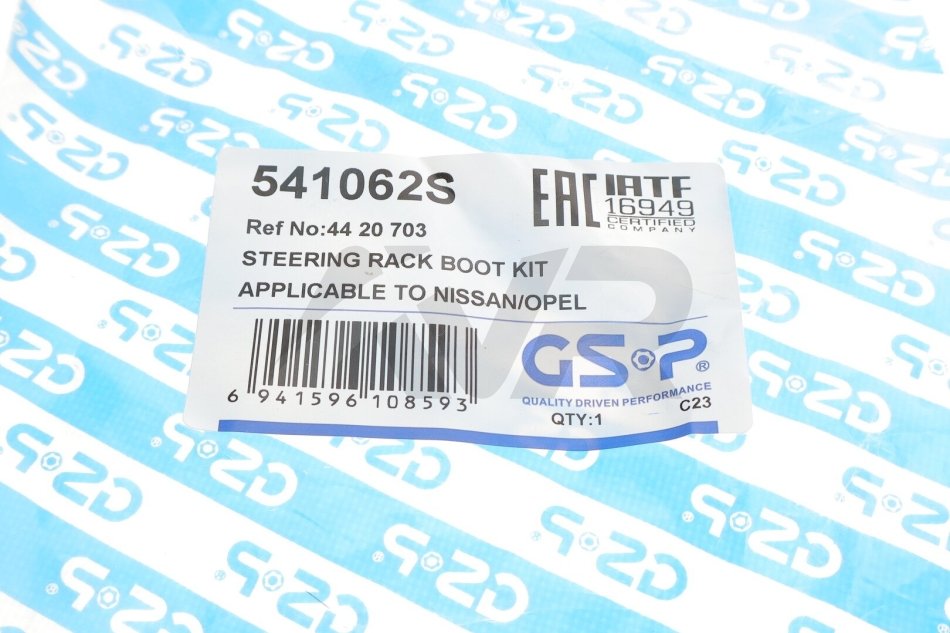 541062S
EAC
IATF
16949
CERTIFIED
COMPANY
Ref No:44 20 703
STEERING RACK BOOT KIT
APPLICABLE TO NISSAN/OPEL
6 941596 108593
GSP®
QUALITY DRIVEN PERFORMANCE
QTY:1
C23